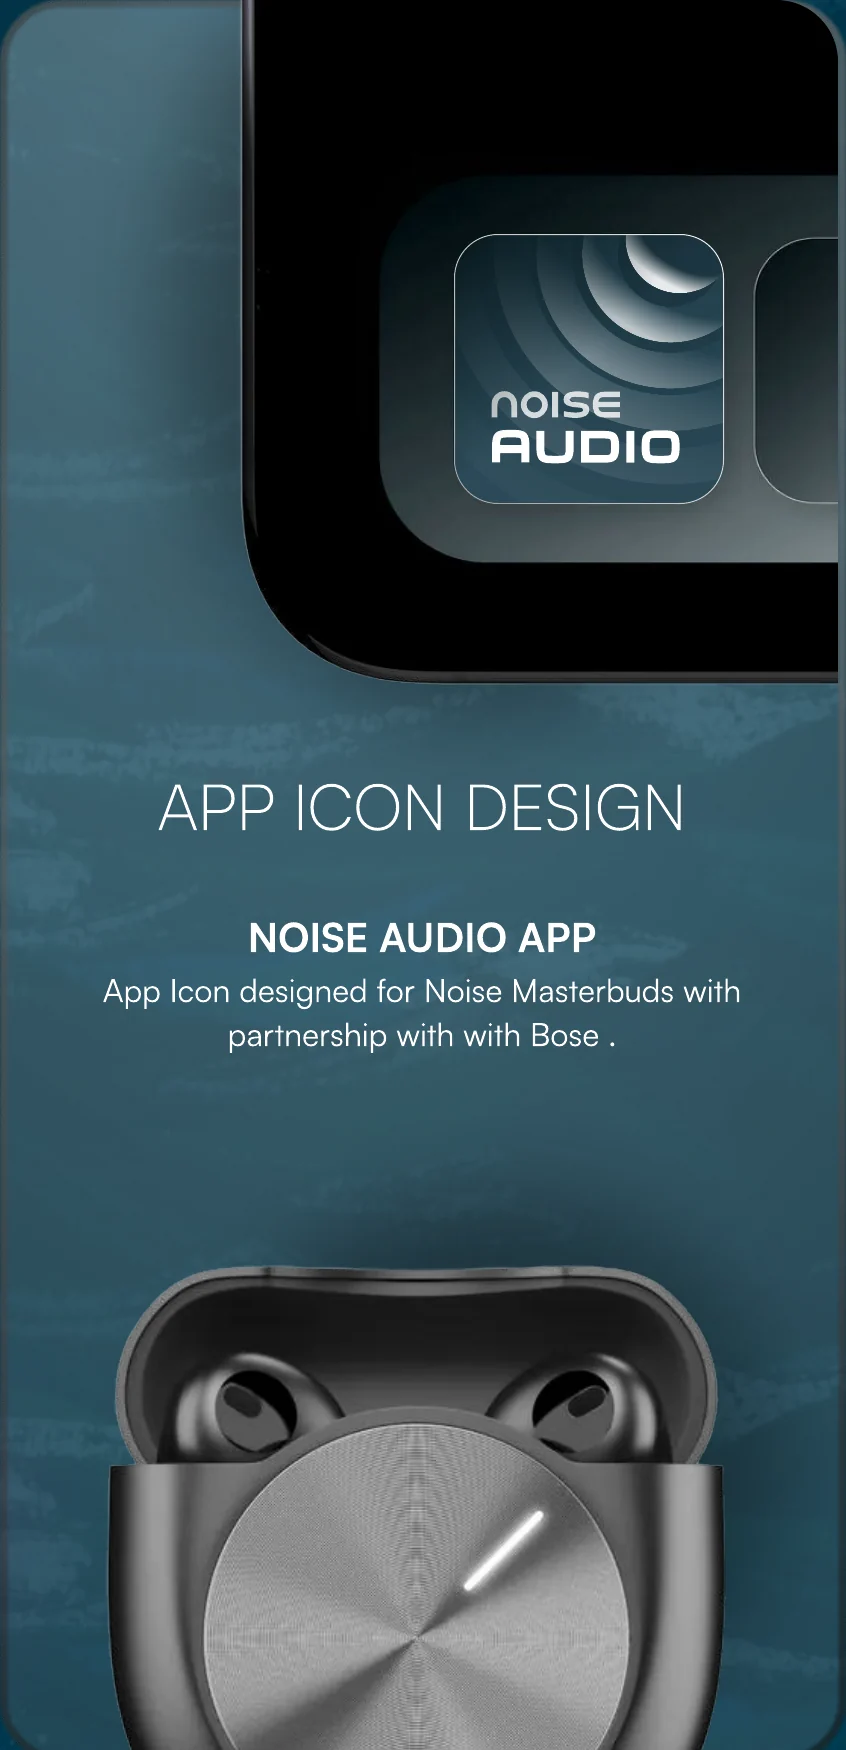 NOISE
AUDIO
APP ICON DESIGN
NOISE AUDIO APP
App Icon designed for Noise Masterbuds with
partnership with with Bose .